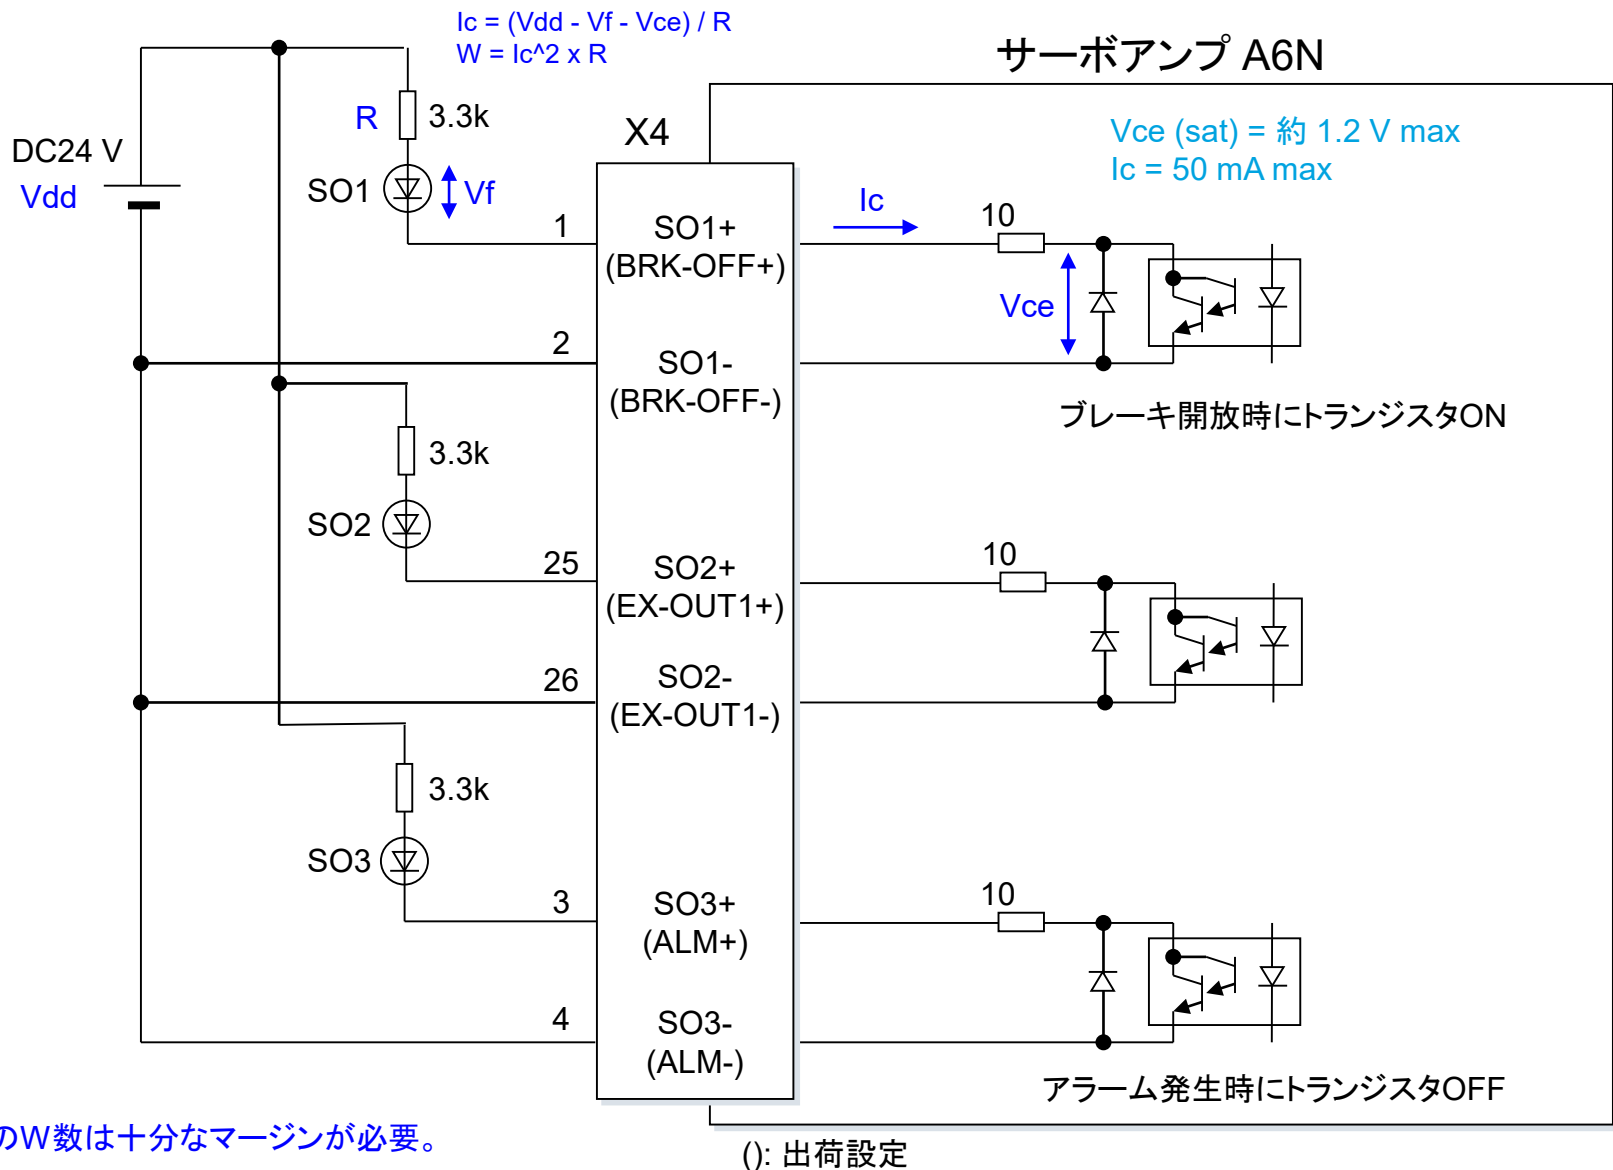 Ic = (Vdd - Vf - Vce) / R
W = Ic^2 x R
サーボアンプ A6N
R
3.3k
X4
Vce (sat) = 約 1.2 V max
Ic = 50 mA max
DC24 V
Vdd
SO1
Vf
1
SO1+
(BRK-OFF+)
Ic
10
Vce
2
SO1-
(BRK-OFF-)
ブレーキ開放時にトランジスタON
3.3k
SO2
25
SO2+
(EX-OUT1+)
10
26
SO2-
(EX-OUT1-)
3.3k
SO3
3
SO3+
(ALM+)
10
4
SO3-
(ALM-)
アラーム発生時にトランジスタOFF
のW数は十分なマージンが必要。
(): 出荷設定